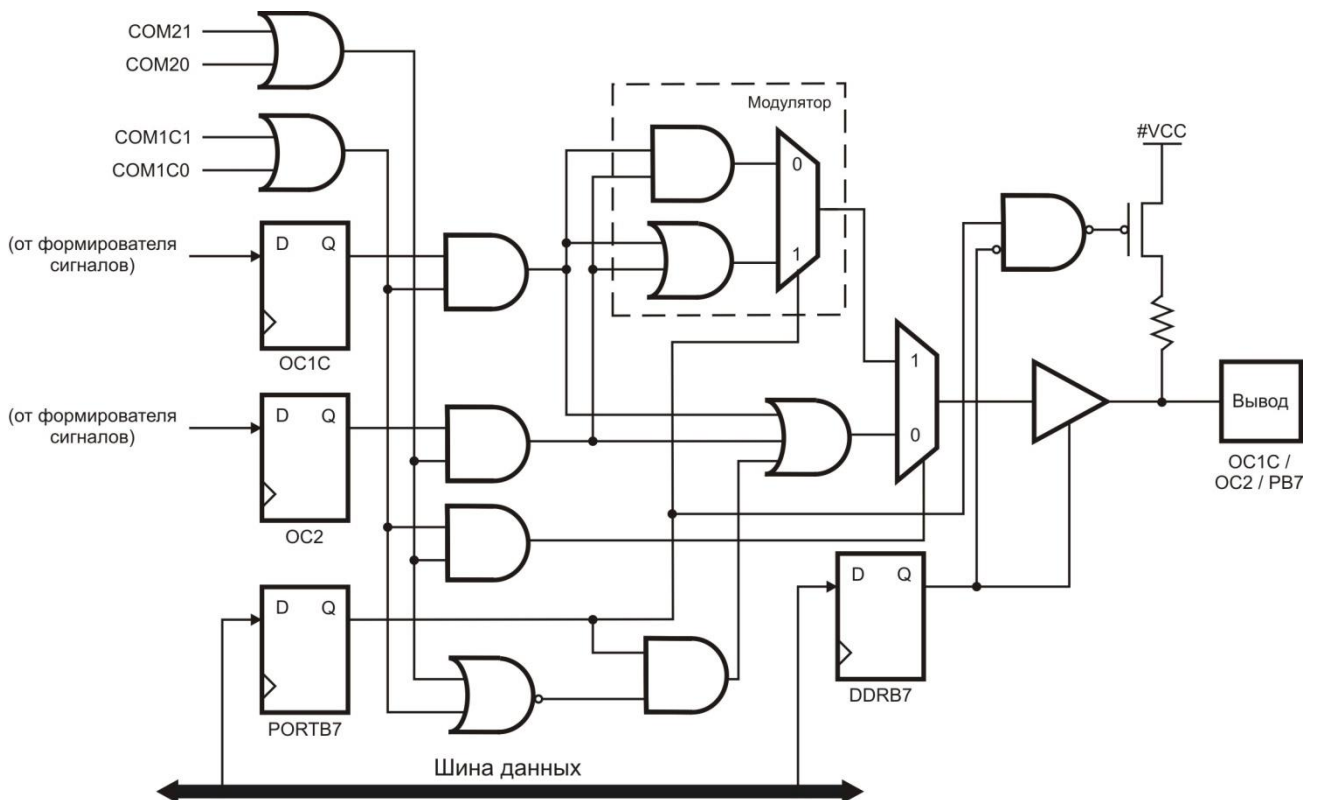 COM21
COM20
COM1C1
COM1C0
(от формирователя
сигналов)
D Q
OC1C
(от формирователя
сигналов)
D Q
OC2
D Q
PORTB7
Модулятор
0
1
1
0
#VCC
Вывод
OC1C /
OC2 / PB7
D Q
DDRB7
Шина данных